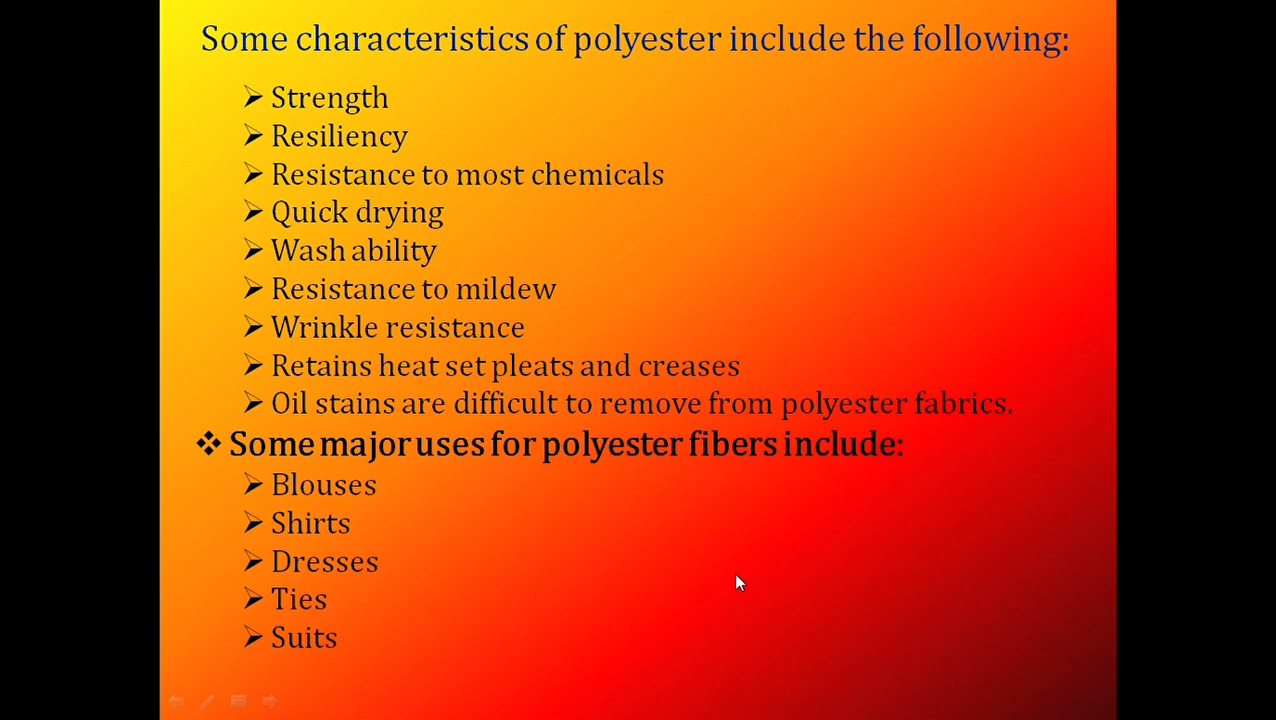 Some characteristics of polyester include the following:
➢ Strength
➢ Resiliency
➢ Resistance to most chemicals
➢ Quick drying
➢ Wash ability
➢ Resistance to mildew
➢ Wrinkle resistance
➢ Retains heat set pleats and creases
➢ Oil stains are difficult to remove from polyester fabrics.
❖ Some major uses for polyester fibers include:
➢ Blouses
➢ Shirts
➢ Dresses
➢ Ties
➢ Suits